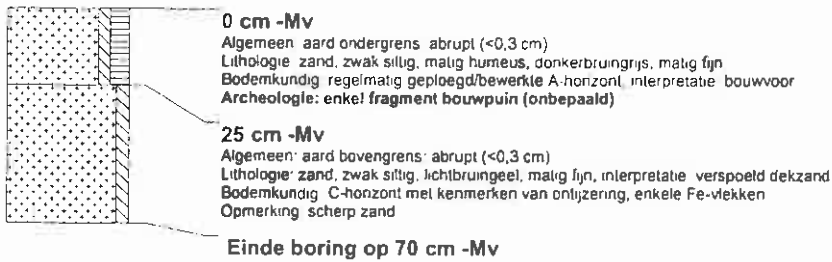 0 cm -Mv
Algemeen aard ondergrens abrupt (<0,3 cm)
Lithologie zand, zwak siltig, matig humeus, donkerbruingrijs, matig fijn
Bodemkundig regelmatig geploegd/bewerkte A-horizont, interpretatie bouwvoor
Archeologie: enkel fragment bouwpuin (onbepaald)
25 cm -Mv
Algemeen: aard bovengrens: abrupt (<0,3 cm)
Lithologie: zand, zwak siltig, lichtbruingeel, matig fijn, interpretatie verspoeld dekzand
Bodemkundig C-horizont met kenmerken van ontijzering, enkele Fe-vlekken
Opmerking scherp zand
Einde boring op 70 cm -Mv